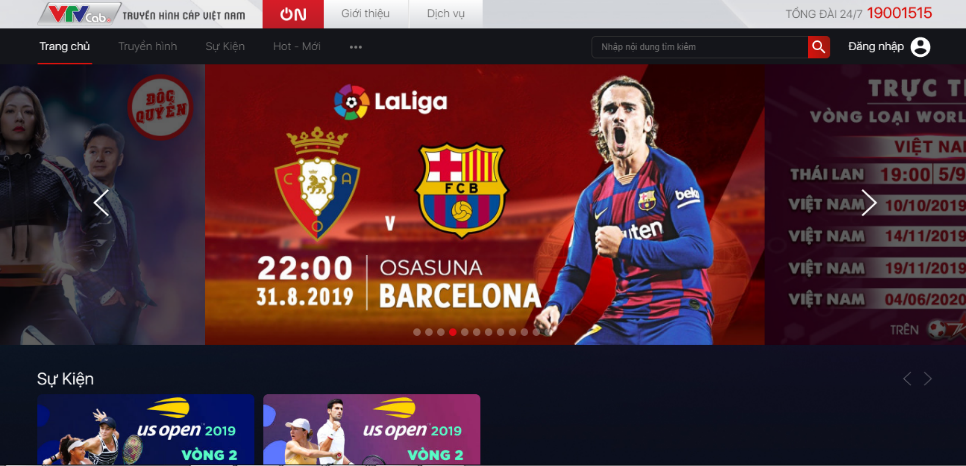 VTVCab TRUYỀN HÌNH CÁP VIỆT NAM
ON
Giới thiệu
Dịch vụ
TỔNG ĐÀI 24/7 19001515
Trang chủ
Truyền hình
Sự Kiện
Hot - Mới
Nhập nội dung tìm kiếm
Đăng nhập
ĐỘC
QUYỀN
LaLiga
C A
O
FCB
V
22:00
31.8.2019
OSASUNA
BARCELONA
beko
TRỰC TI
VÒNG LOẠI WORL
VIỆT NA
THÁI LAN 19:00 5/9
VIỆT NAM 10/10/2019
VIỆT NAM 14/11/2019
VIỆT NAM 19/11/2019
VIỆT NAM 04/06/2020
TRÊN
Sự Kiện
us open 2019
VÒNG 2
us open 2019
VÒNG 2